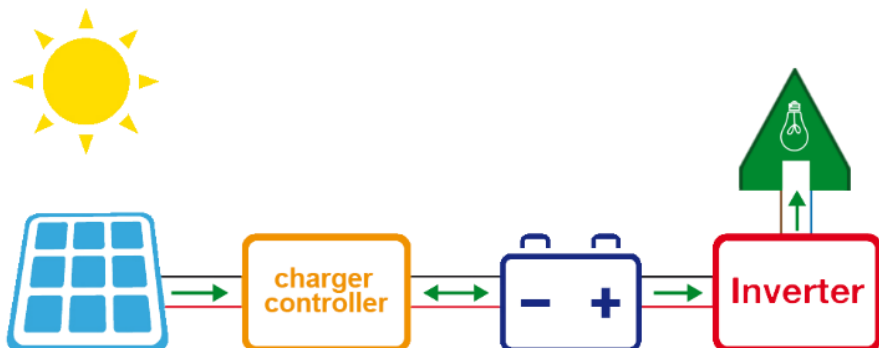 charger
controller
− +
Inverter